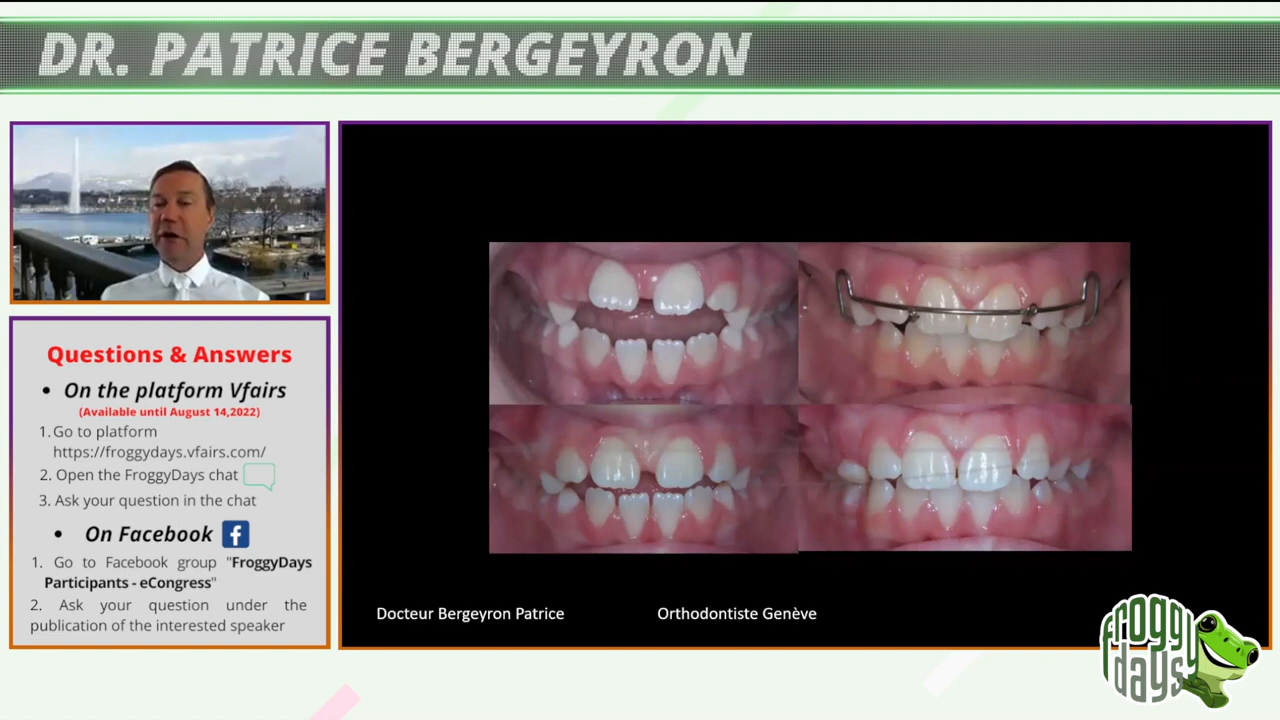 DR. PATRICE BERGEYRON
Questions & Answers
• On the platform Vfairs
(Available until August 14,2022)
1. Go to platform
https://froggydays.vfairs.com/
2. Open the FroggyDays chat
3. Ask your question in the chat
• On Facebook f
1. Go to Facebook group "FroggyDays
Participants - eCongress"
2. Ask your question under the
publication of the interested speaker
Docteur Bergeyron Patrice
Orthodontiste Genève
froggy
days